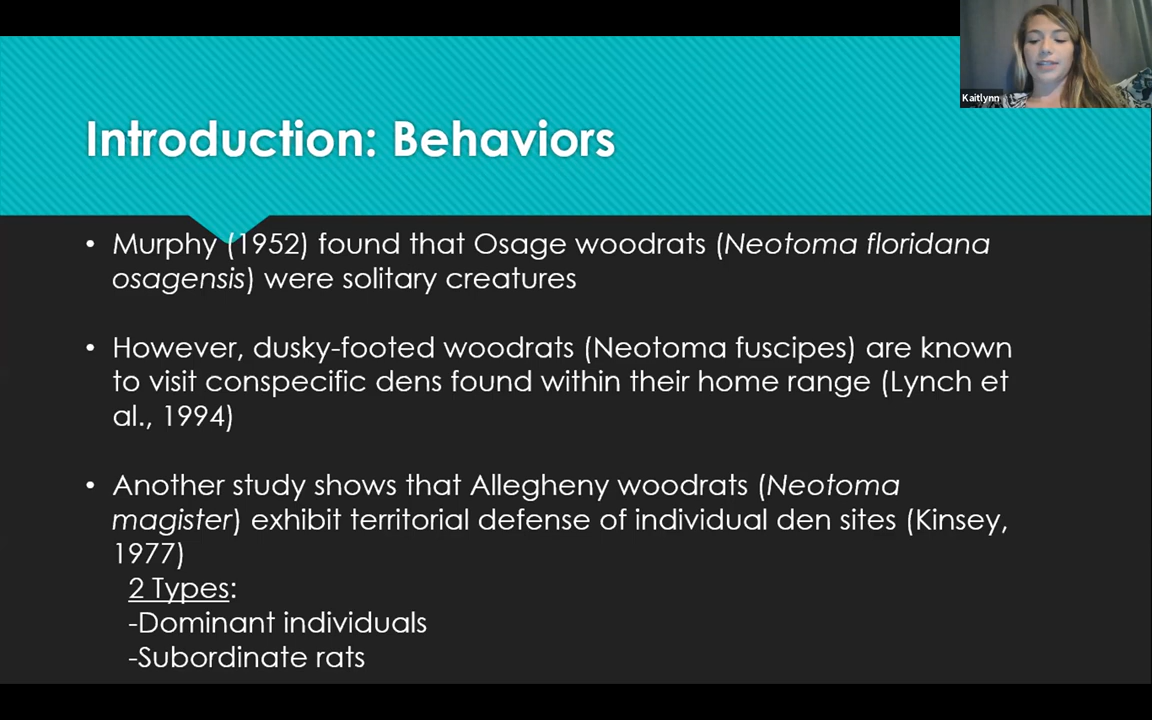 Kaitlynn
Introduction: Behaviors
• Murphy (1952) found that Osage woodrats (Neotoma floridana
osagensis) were solitary creatures
• However, dusky-footed woodrats (Neotoma fuscipes) are known
to visit conspecific dens found within their home range (Lynch et
al., 1994)
• Another study shows that Allegheny woodrats (Neotoma
magister) exhibit territorial defense of individual den sites (Kinsey,
1977)
2 Types:
-Dominant individuals
-Subordinate rats